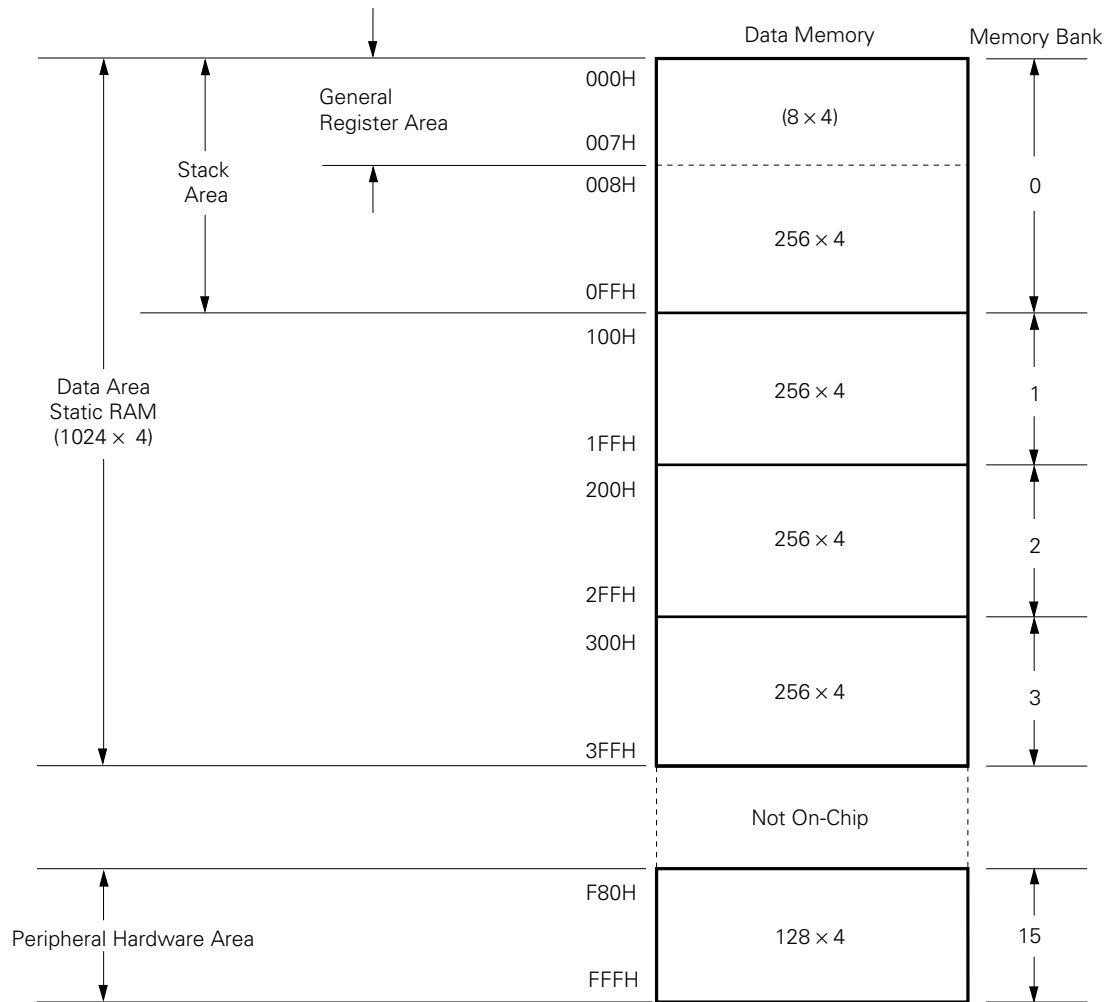 Data Memory
Memory Bank
000H
General
Register Area
(8 × 4)
007H
Stack
Area
008H
0
256 × 4
0FFH
100H
Data Area
Static RAM
(1024 × 4)
256 × 4
1
1FFH
200H
256 × 4
2
2FFH
300H
256 × 4
3
3FFH
Not On-Chip
F80H
Peripheral Hardware Area
128 × 4
15
FFFH